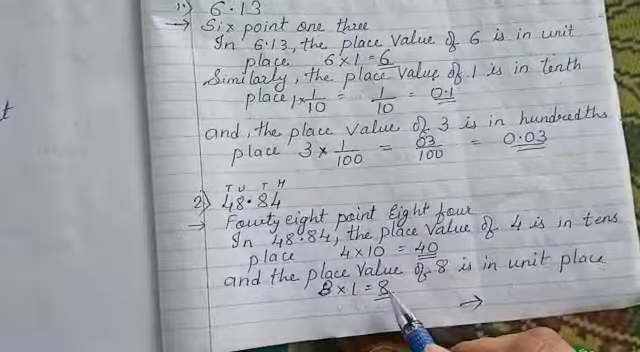 1.) 6.13
→ Six point one three
In 6.13, the place value of 6 is in unit
place 6 × 1 = 6
Similarly, the place value of 1 is in tenth
place 1 × 1/10 = 1/10 = 0.1
and, the place value of 3 is in hundredths
place 3 × 1/100 = 03/100 = 0.03
T U T H
2) 48.84
→ Fourty eight point Eight four
In 48.84, the place value of 4 is in tens
place 4 × 10 = 40
and the place value of 8 is in unit place
8 × 1 = 8
→